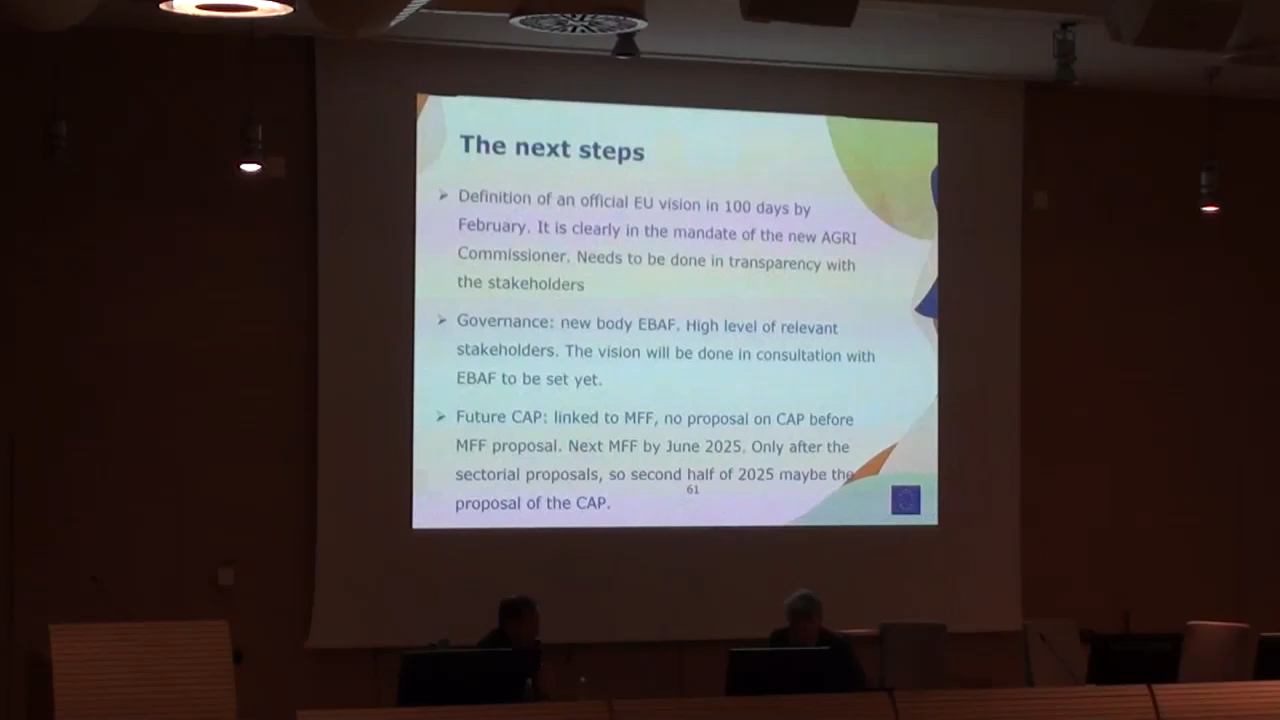 The next steps
➢ Definition of an official EU vision in 100 days by
February. It is clearly in the mandate of the new AGRI
Commissioner. Needs to be done in transparency with
the stakeholders
➢ Governance: new body EBAF. High level of relevant
stakeholders. The vision will be done in consultation with
EBAF to be set yet.
➢ Future CAP: linked to MFF, no proposal on CAP before
MFF proposal. Next MFF by June 2025. Only after the
sectorial proposals, so second half of 2025 maybe the
61
proposal of the CAP.